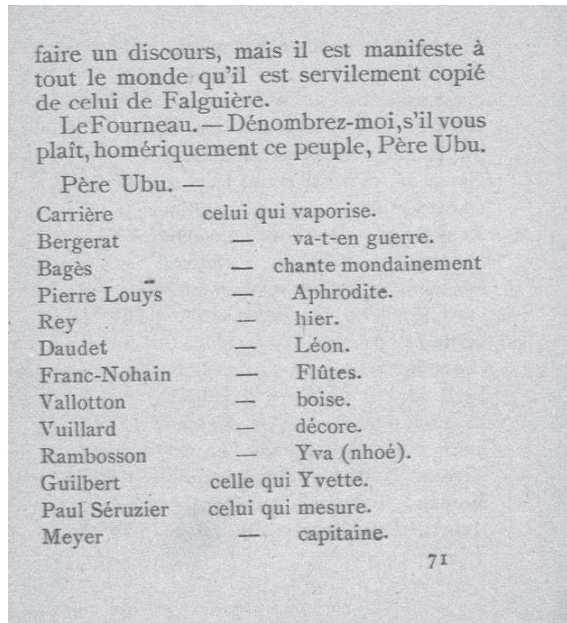 faire un discours, mais il est manifeste à
tout le monde qu'il est servilement copié
de celui de Falguière.
Le Fourneau. — Dénombrez-moi, s'il vous
plaît, homériquement ce peuple, Père Ubu.
Père Ubu. —
Carrière celui qui vaporise.
Bergerat — va-t-en guerre.
Bagès — chante mondainement
Pierre Louÿs — Aphrodite.
Rey — hier.
Daudet — Léon.
Franc-Nohain — Flûtes.
Vallotton — boise.
Vuillard — décore.
Rambosson — Yva (nhoé).
Guilbert celle qui Yvette.
Paul Séruzier celui qui mesure.
Meyer — capitaine.
71